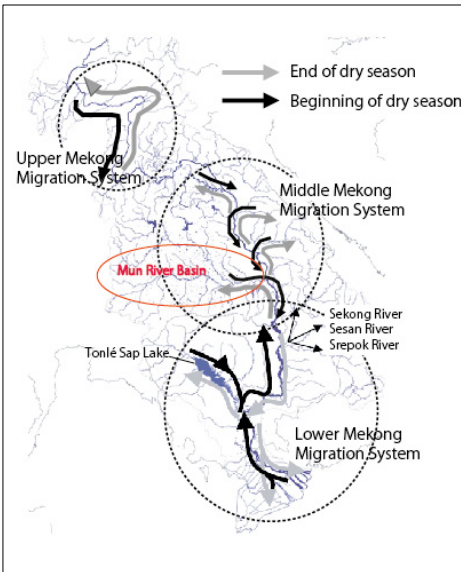 End of dry season
Beginning of dry season
Upper Mekong
Migration System
Middle Mekong
Migration System
Mun River Basin
Sekong River
Sesan River
Srepok River
Tonlé Sap Lake
Lower Mekong
Migration System